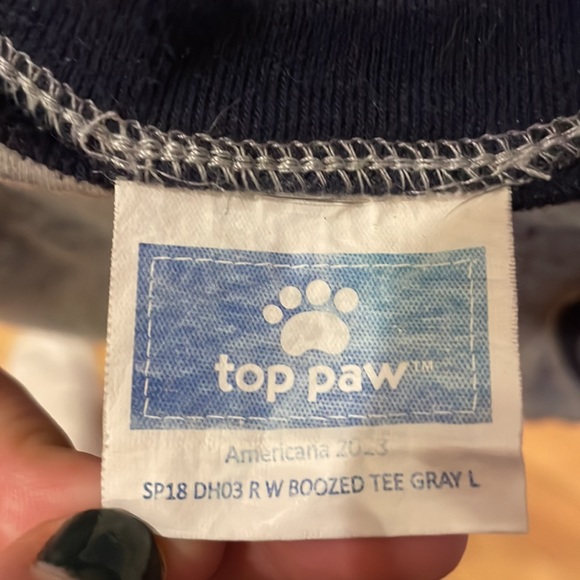 top paw™
Americana 2023
SP18 DH03 R W BOOZED TEE GRAY L